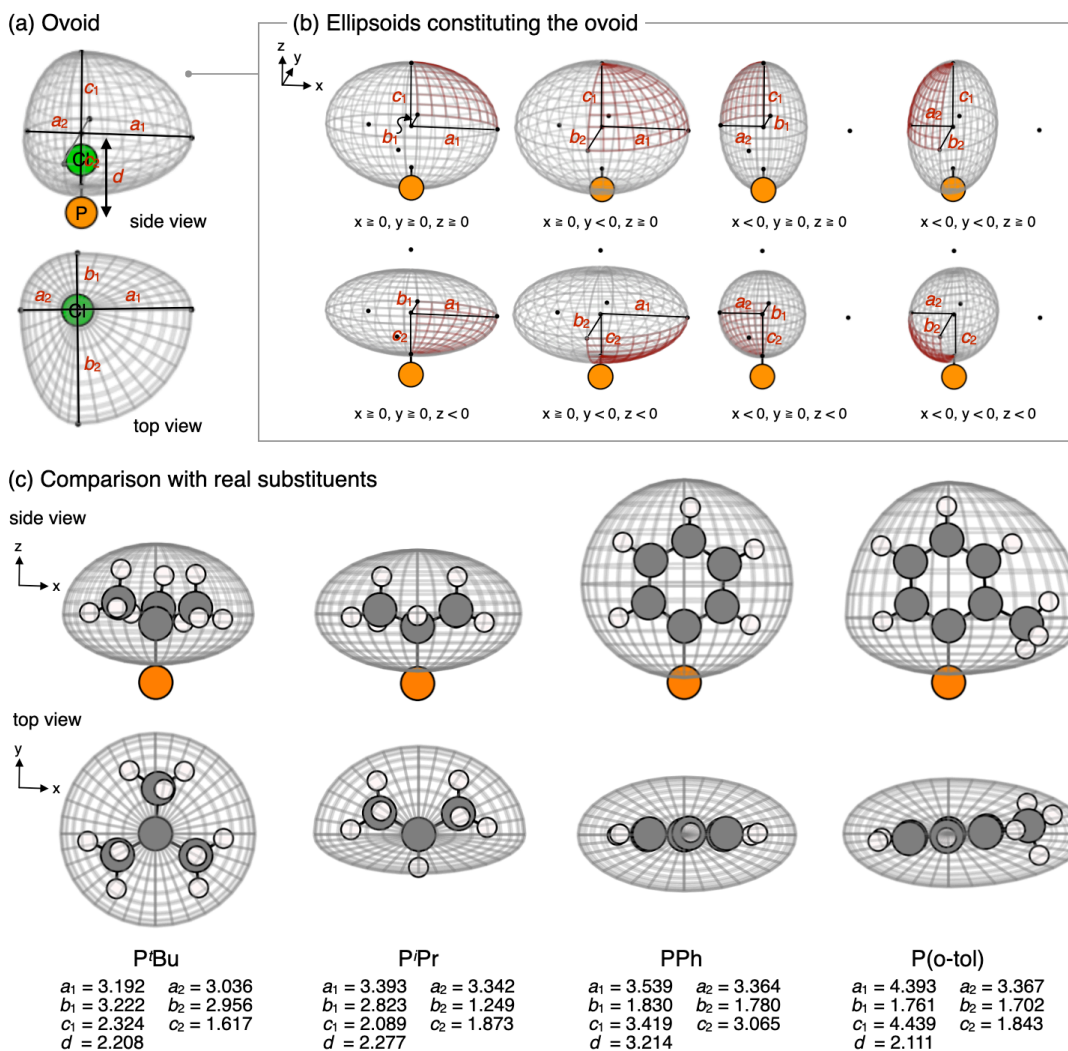 (a) Ovoid
c1
a2
a1
Cl
c2
d
P
side view
b1
a2
a1
Cl
b2
top view
(b) Ellipsoids constituting the ovoid
z
y
x
c1
b1
a1
c1
b2
a1
c1
a2
b1
c1
a2
b2
x ≧ 0, y ≧ 0, z ≧ 0
x ≧ 0, y < 0, z ≧ 0
x < 0, y ≧ 0, z ≧ 0
x < 0, y < 0, z ≧ 0
b1
a1
c2
b2
a1
c2
a2
b1
c2
a2
b2
c2
x ≧ 0, y ≧ 0, z < 0
x ≧ 0, y < 0, z < 0
x < 0, y ≧ 0, z < 0
x < 0, y < 0, z < 0
(c) Comparison with real substituents
side view
z
x
top view
y
x
PtBu
a1 = 3.192 a2 = 3.036
b1 = 3.222 b2 = 2.956
c1 = 2.324 c2 = 1.617
d = 2.208
PiPr
a1 = 3.393 a2 = 3.342
b1 = 2.823 b2 = 1.249
c1 = 2.089 c2 = 1.873
d = 2.277
PPh
a1 = 3.539 a2 = 3.364
b1 = 1.830 b2 = 1.780
c1 = 3.419 c2 = 3.065
d = 3.214
P(o-tol)
a1 = 4.393 a2 = 3.367
b1 = 1.761 b2 = 1.702
c1 = 4.439 c2 = 1.843
d = 2.111